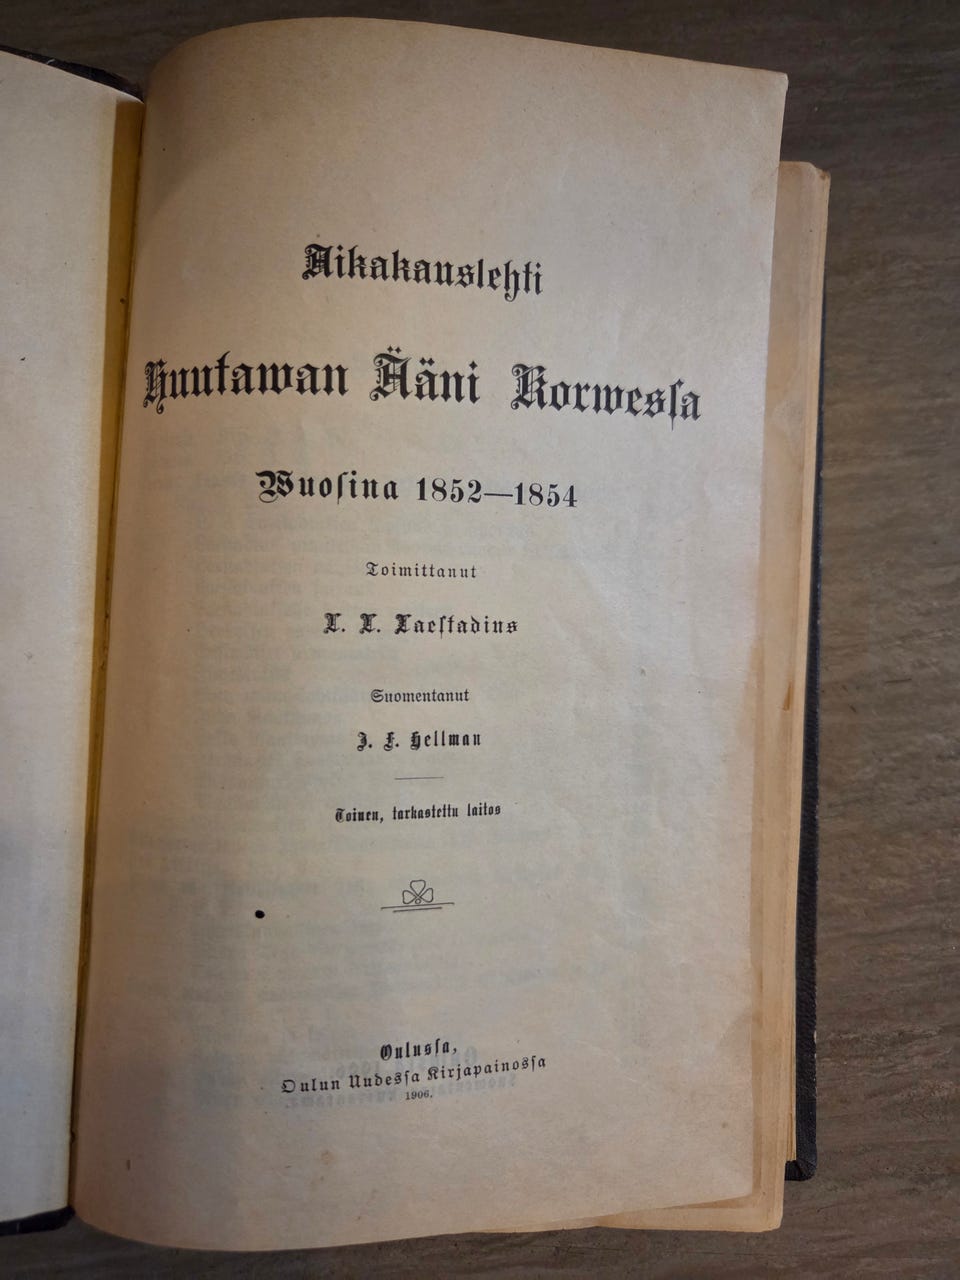 Aikakauslehti
Huutawan Ääni Korwessa
Wuosina 1852—1854
Toimittanut
L. L. Laestadius
Suomentanut
J. F. Hellman
Toinen, tarkastettu laitos
Oulussa,
Oulun Uudessa Kirjapainossa
1906.